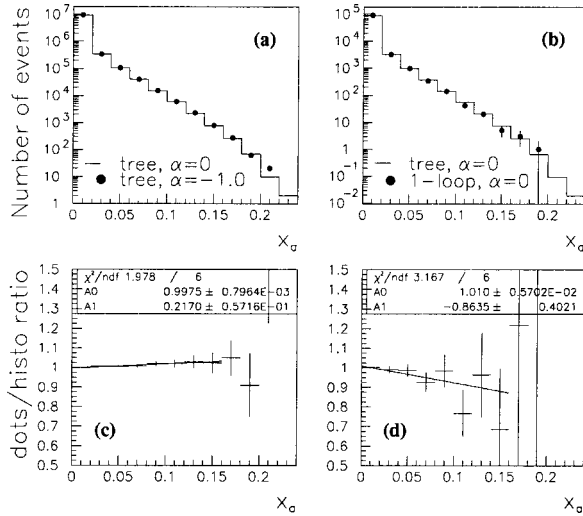 Number of events
10^7
10^6
10^5
10^4
10^3
10^2
10
1
(a)
— tree, α=0
● tree, α=−1.0
0 0.05 0.1 0.15 0.2
X_σ
10^5
10^4
10^3
10^2
10
1
10^-1
10^-2
(b)
— tree, α=0
● 1-loop, α=0
0 0.05 0.1 0.15 0.2
X_σ
dots/histo ratio
1.5
1.4
1.3
1.2
1.1
1.0
0.9
0.8
0.7
0.6
0.5
χ²/ndf 1.978 / 6
A0 0.9975 ± 0.7964E−03
A1 0.2170 ± 0.5716E−01
(c)
0 0.05 0.1 0.15 0.2
X_σ
1.5
1.4
1.3
1.2
1.1
1.0
0.9
0.8
0.7
0.6
0.5
χ²/ndf 3.167 / 6
A0 1.010 ± 0.5702E−02
A1 −0.8635 ± 0.4021
(d)
0 0.05 0.1 0.15 0.2
X_σ